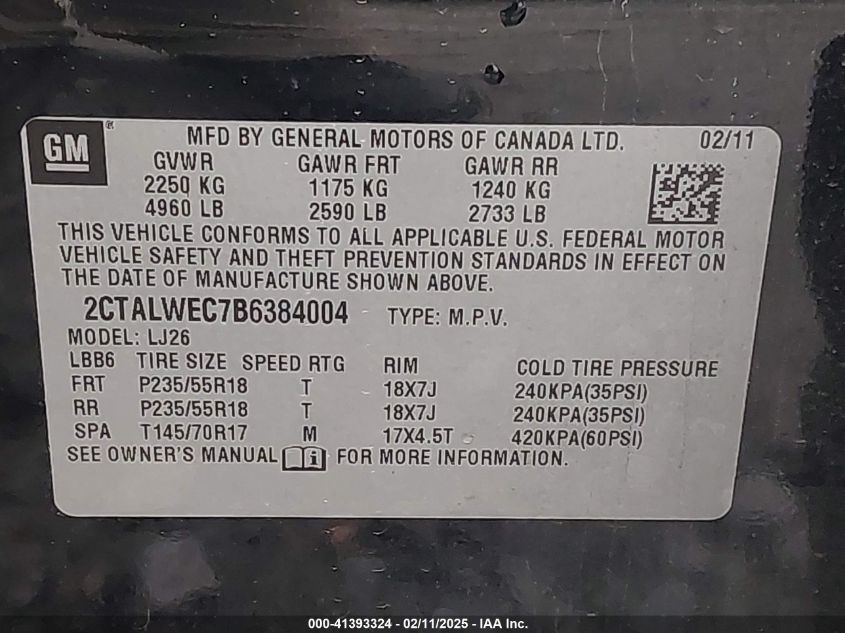 GM®
MFD BY GENERAL MOTORS OF CANADA LTD. 02/11
GVWR GAWR FRT GAWR RR
2250 KG 1175 KG 1240 KG
4960 LB 2590 LB 2733 LB
THIS VEHICLE CONFORMS TO ALL APPLICABLE U.S. FEDERAL MOTOR
VEHICLE SAFETY AND THEFT PREVENTION STANDARDS IN EFFECT ON
THE DATE OF MANUFACTURE SHOWN ABOVE.
2CTALWEC7B6384004 TYPE: M.P.V.
MODEL: LJ26
LBB6 TIRE SIZE SPEED RTG RIM COLD TIRE PRESSURE
FRT P235/55R18 T 18X7J 240KPA(35PSI)
RR P235/55R18 T 18X7J 240KPA(35PSI)
SPA T145/70R17 M 17X4.5T 420KPA(60PSI)
SEE OWNER'S MANUAL i FOR MORE INFORMATION.
000-41393324 - 02/11/2025 - IAA Inc.